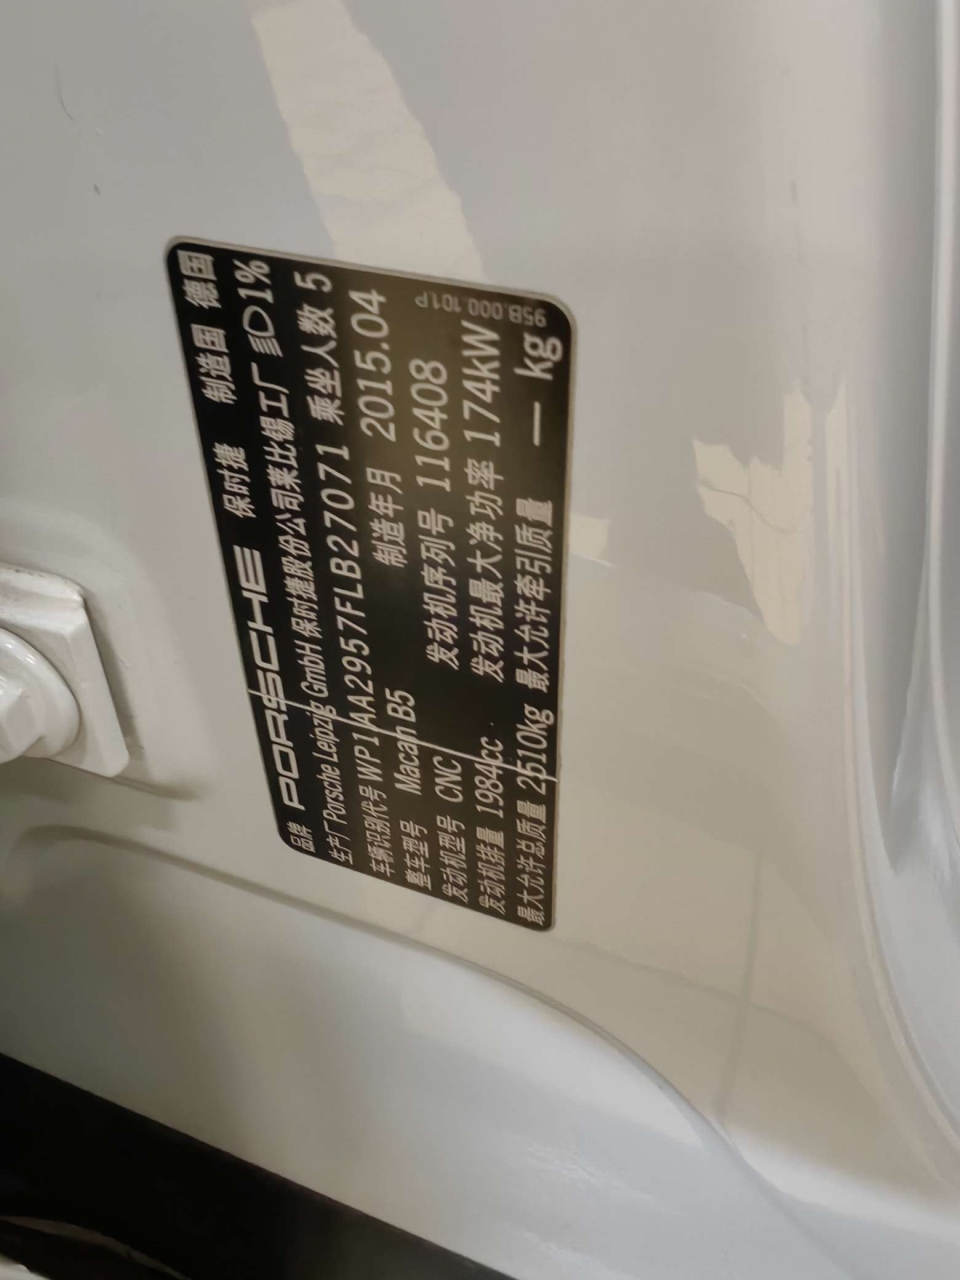 品牌 PORSCHE 保时捷 制造国 德国
生产厂 Porsche Leipzig GmbH 保时捷股份公司莱比锡工厂 1%
车辆识别代号 WP1AA2957FLB27071 乘坐人数 5
整车型号 Macan B5 制造年月 2015.04
发动机型号 CNC 发动机序列号 116408
发动机排量 1984cc 发动机最大净功率 174kW
最大允许总质量 2510kg 最大允许牵引质量 — kg
95B.000.101.P